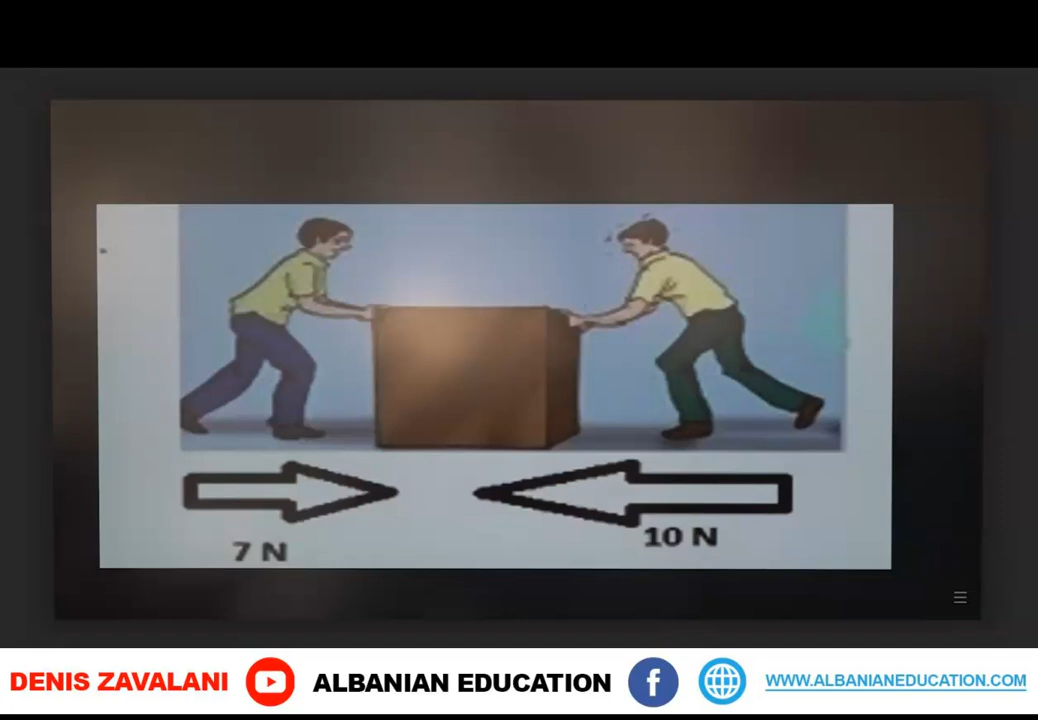 7 N
10 N
DENIS ZAVALANI
ALBANIAN EDUCATION
WWW.ALBANIANEDUCATION.COM